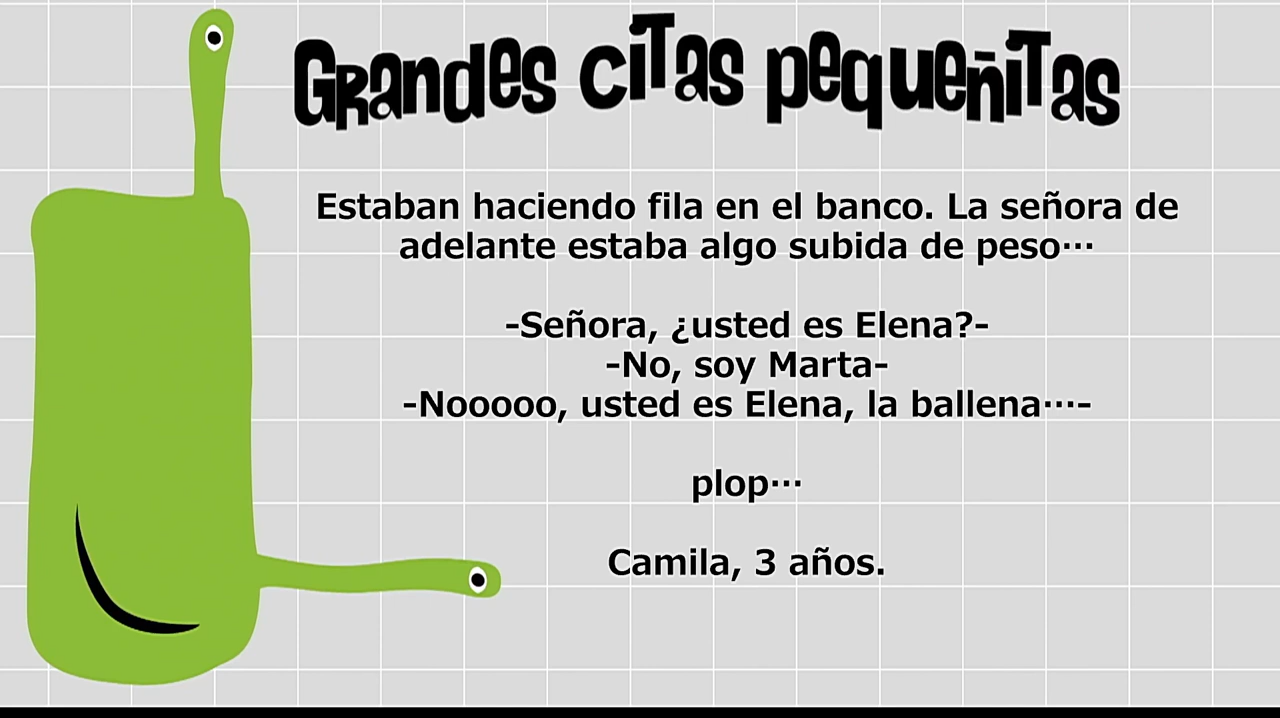 GRandes ciTas pequeñiTas
Estaban haciendo fila en el banco. La señora de
adelante estaba algo subida de peso···
-Señora, ¿usted es Elena?-
-No, soy Marta-
-Nooooo, usted es Elena, la ballena···-
plop···
Camila, 3 años.